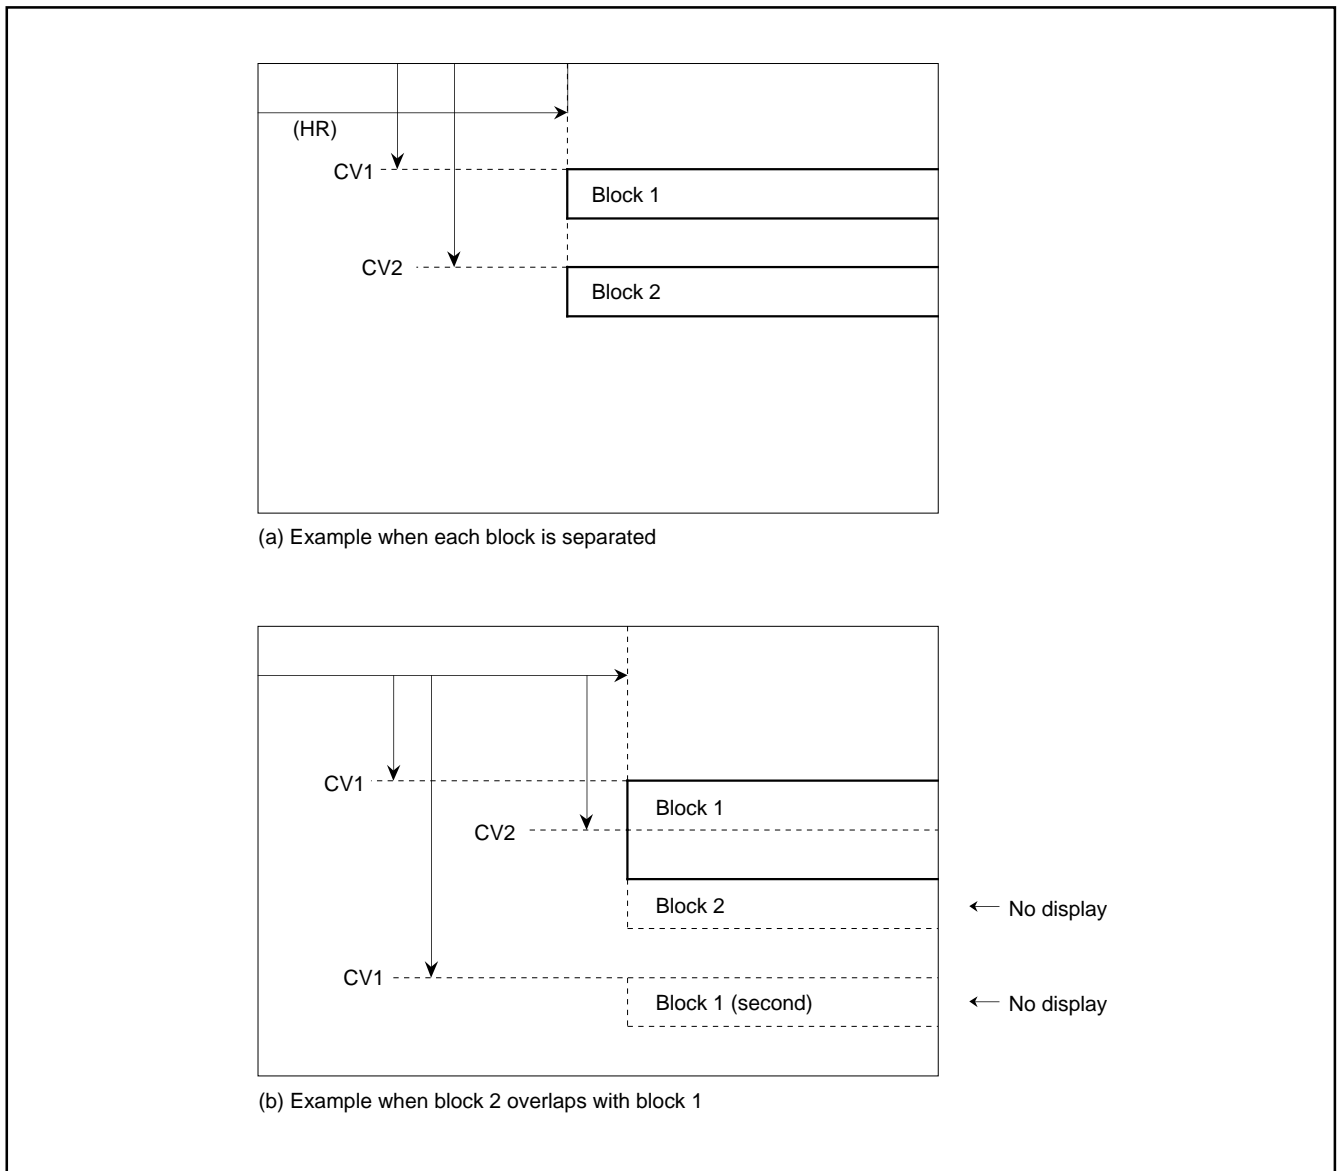 (HR)
CV1
Block 1
CV2
Block 2
(a) Example when each block is separated
CV1
Block 1
CV2
Block 2
No display
CV1
Block 1 (second)
No display
(b) Example when block 2 overlaps with block 1